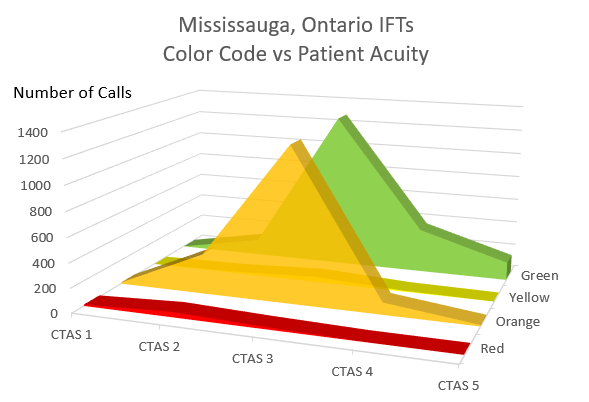 Mississauga, Ontario IFTs
Color Code vs Patient Acuity
Number of Calls
1400
1200
1000
800
600
400
200
0
CTAS 1
CTAS 2
CTAS 3
CTAS 4
CTAS 5
Green
Yellow
Orange
Red